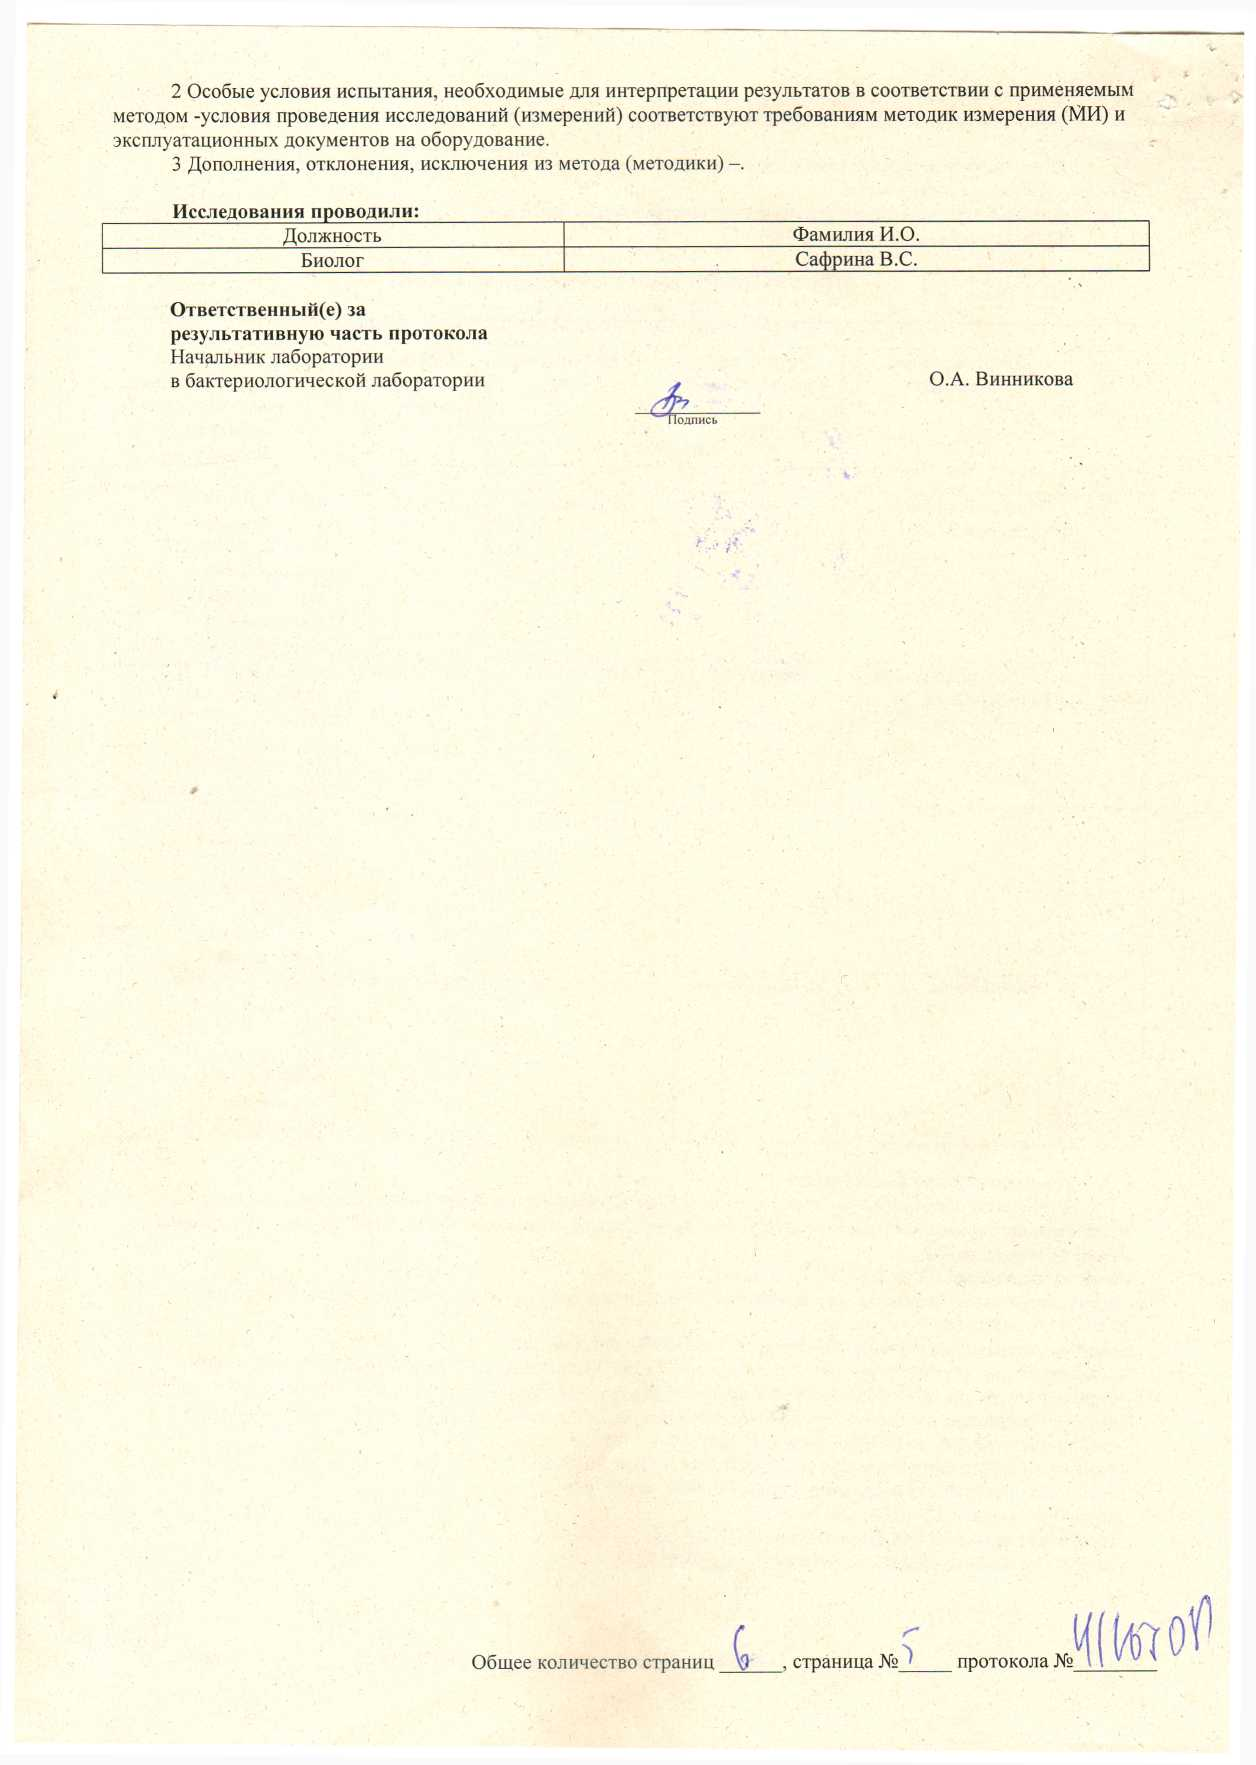 2 Особые условия испытания, необходимые для интерпретации результатов в соответствии с применяемым
методом -условия проведения исследований (измерений) соответствуют требованиям методик измерения (МИ) и
эксплуатационных документов на оборудование.
3 Дополнения, отклонения, исключения из метода (методики) –.
Исследования проводили:
Должность Фамилия И.О.
Биолог Сафрина В.С.
Ответственный(е) за
результативную часть протокола
Начальник лаборатории
в бактериологической лаборатории О.А. Винникова
Подпись
Общее количество страниц 6, страница № 5 протокола №